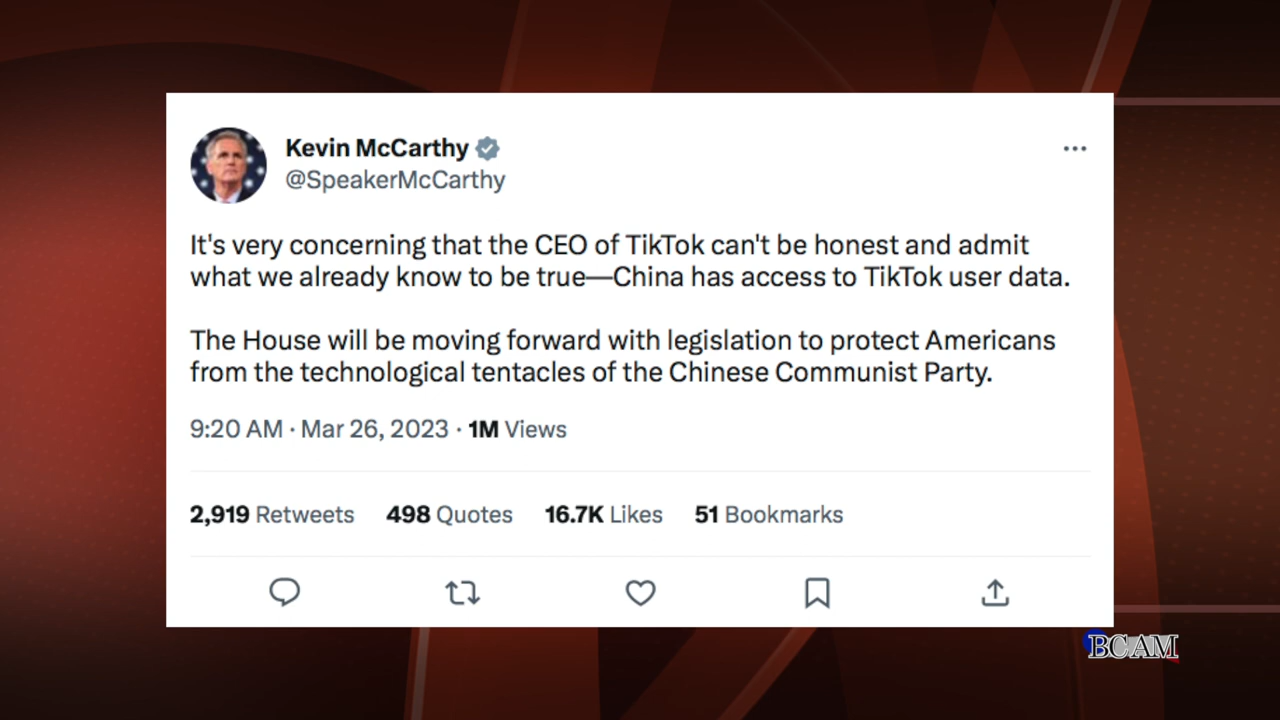 Kevin McCarthy
@SpeakerMcCarthy
It's very concerning that the CEO of TikTok can't be honest and admit
what we already know to be true—China has access to TikTok user data.
The House will be moving forward with legislation to protect Americans
from the technological tentacles of the Chinese Communist Party.
9:20 AM · Mar 26, 2023 · 1M Views
2,919 Retweets 498 Quotes 16.7K Likes 51 Bookmarks
BCAM